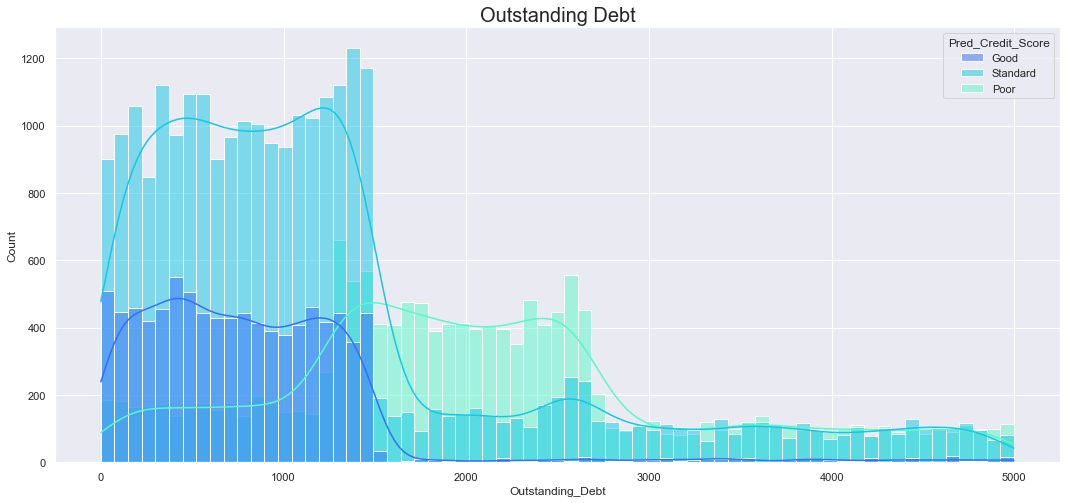 Outstanding Debt
Pred_Credit_Score
Good
Standard
Poor
1200
1000
800
600
400
200
0
Count
0 1000 2000 3000 4000 5000
Outstanding_Debt